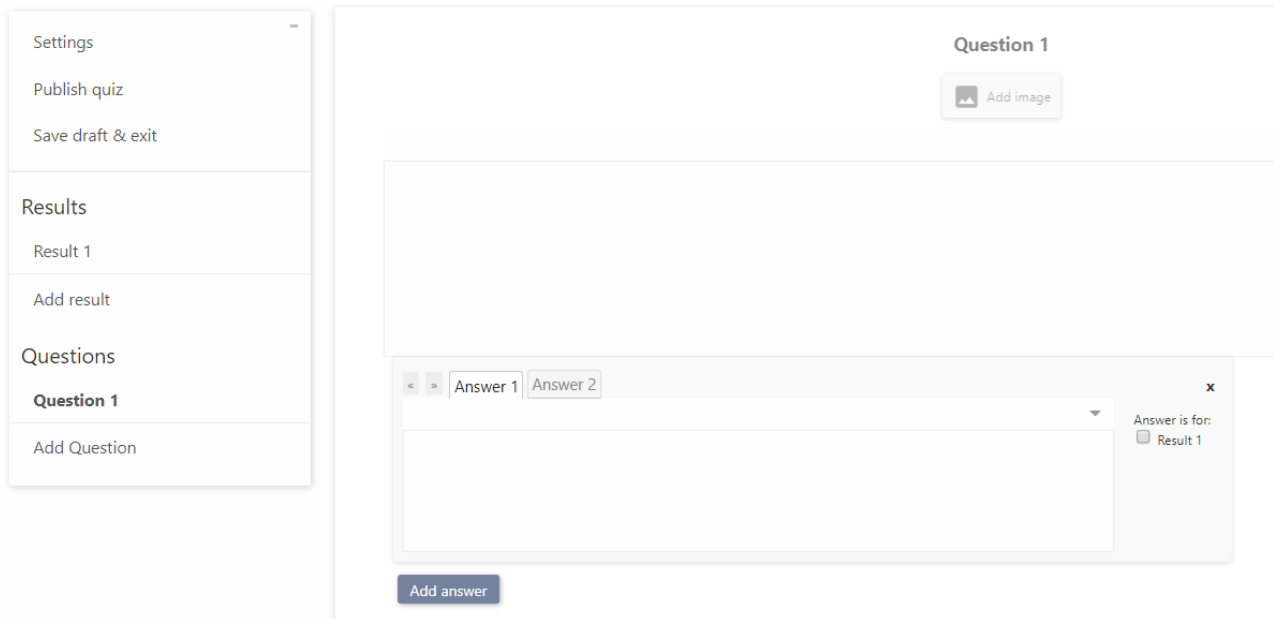 -
Settings
Publish quiz
Save draft & exit
Results
Result 1
Add result
Questions
Question 1
Add Question
Question 1
Add image
« » Answer 1 Answer 2 x
Answer is for:
Result 1
Add answer